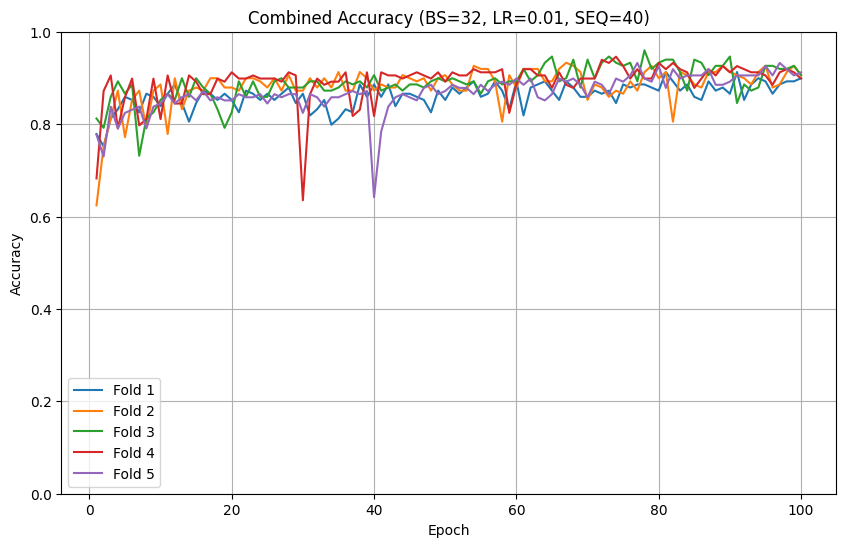 Combined Accuracy (BS=32, LR=0.01, SEQ=40)
1.0
0.8
0.6
0.4
0.2
0.0
Accuracy
Fold 1
Fold 2
Fold 3
Fold 4
Fold 5
0 20 40 60 80 100
Epoch